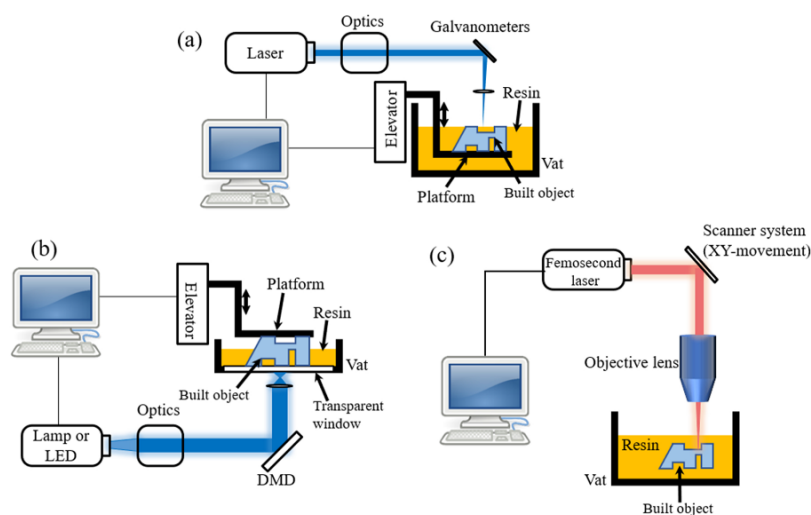 (a)
Optics
Galvanometers
Laser
Resin
Elevator
Vat
Platform
Built object
(b)
Platform
Resin
Elevator
Vat
Built object
Transparent
window
Optics
Lamp or
LED
DMD
(c)
Scanner system
(XY-movement)
Femosecond
laser
Objective lens
Resin
Vat
Built object